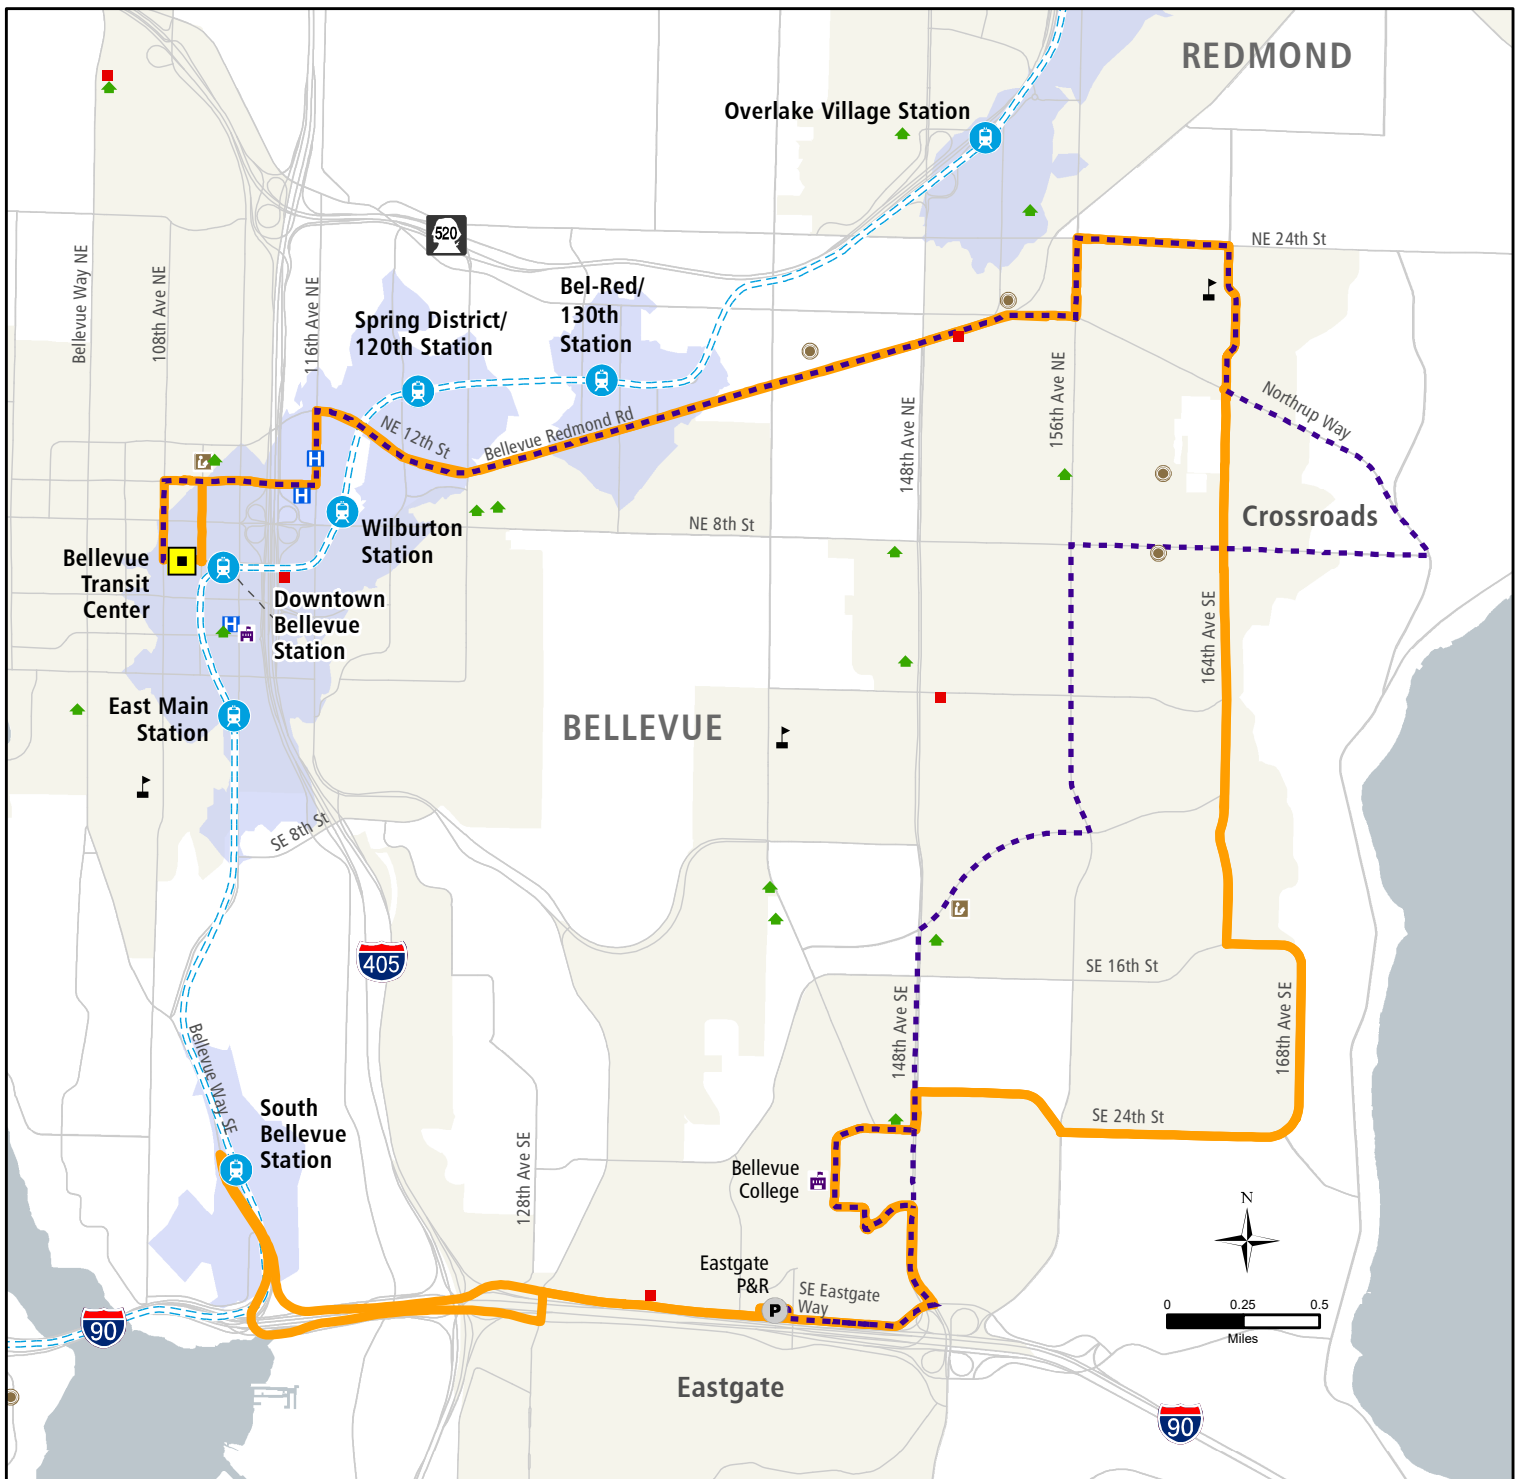 REDMOND
Overlake Village Station
520
NE 24th St
Bellevue Way NE
108th Ave NE
116th Ave NE
Bel-Red/
130th
Station
Spring District/
120th Station
156th Ave NE
148th Ave NE
Northrup Way
NE 12th St
Bellevue Redmond Rd
H
H
Crossroads
NE 8th St
Wilburton
Station
Bellevue
Transit
Center
Downtown
Bellevue
Station
H
164th Ave SE
East Main
Station
BELLEVUE
SE 8th St
405
SE 16th St
148th Ave SE
168th Ave SE
Bellevue Way SE
South
Bellevue
Station
SE 24th St
128th Ave SE
Bellevue
College
N
Eastgate
P&R
P
SE Eastgate
Way
0 0.25 0.5
Miles
90
Eastgate
90